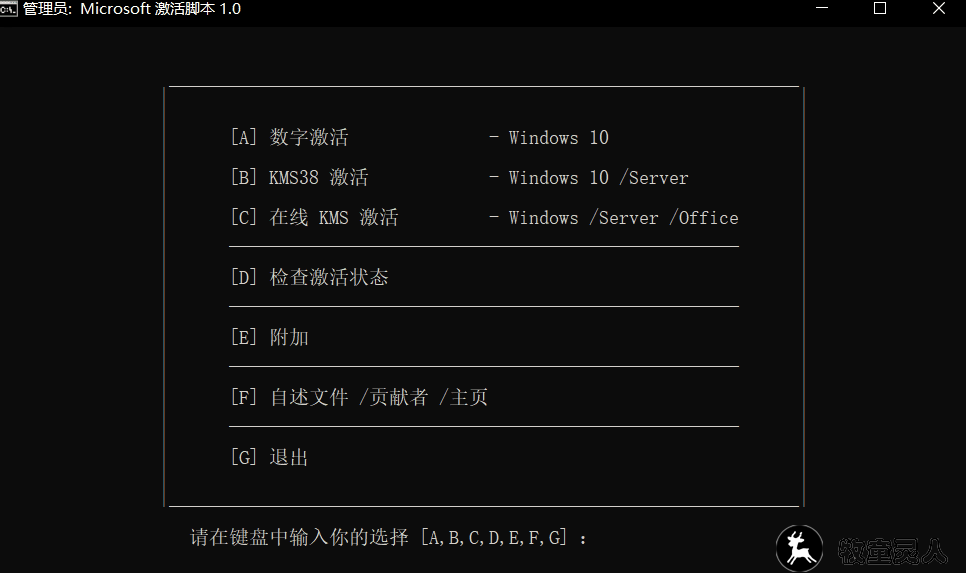 管理员: Microsoft 激活脚本 1.0
[A] 数字激活 - Windows 10
[B] KMS38 激活 - Windows 10 /Server
[C] 在线 KMS 激活 - Windows /Server /Office
[D] 检查激活状态
[E] 附加
[F] 自述文件 /贡献者 /主页
[G] 退出
请在键盘中输入你的选择 [A,B,C,D,E,F,G] :
牧童灵人